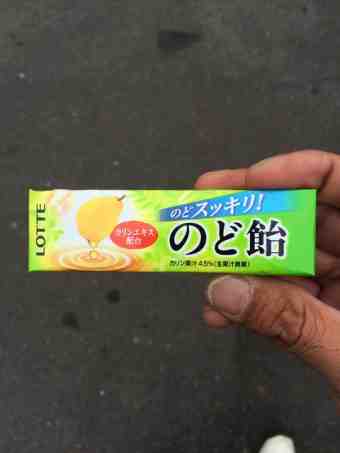 LOTTE
カリンエキス
配合
のどスッキリ!
のど飴
カリン果汁4.5%(生果汁換算)